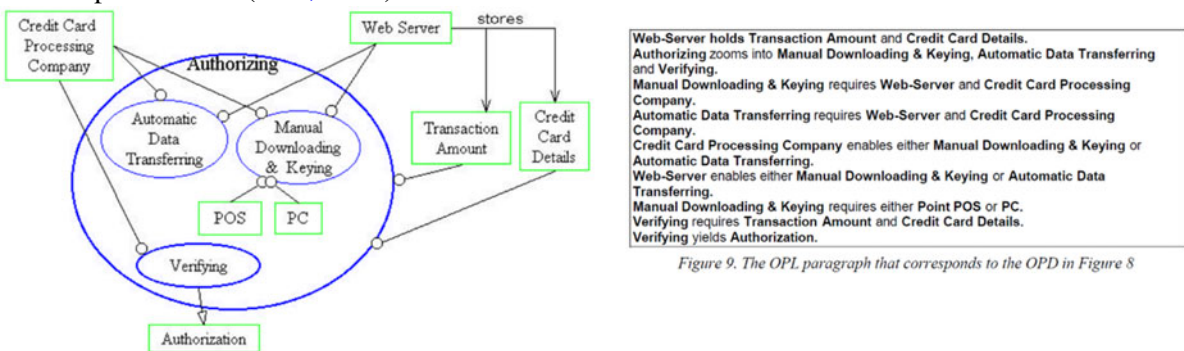 Credit Card
Processing
Company
Web Server
stores
Authorizing
Automatic
Data
Transferring
Manual
Downloading
& Keying
Transaction
Amount
Credit
Card
Details
POS
PC
Verifying
Authorization
Web-Server holds Transaction Amount and Credit Card Details.
Authorizing zooms into Manual Downloading & Keying, Automatic Data Transferring
and Verifying.
Manual Downloading & Keying requires Web-Server and Credit Card Processing
Company.
Automatic Data Transferring requires Web-Server and Credit Card Processing
Company.
Credit Card Processing Company enables either Manual Downloading & Keying or
Automatic Data Transferring.
Web-Server enables either Manual Downloading & Keying or Automatic Data
Transferring.
Manual Downloading & Keying requires either Point POS or PC.
Verifying requires Transaction Amount and Credit Card Details.
Verifying yields Authorization.
Figure 9. The OPL paragraph that corresponds to the OPD in Figure 8